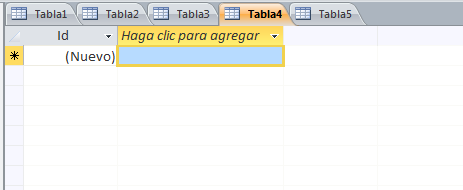 Tabla1 Tabla2 Tabla3 Tabla4 Tabla5
Id Haga clic para agregar
(Nuevo)